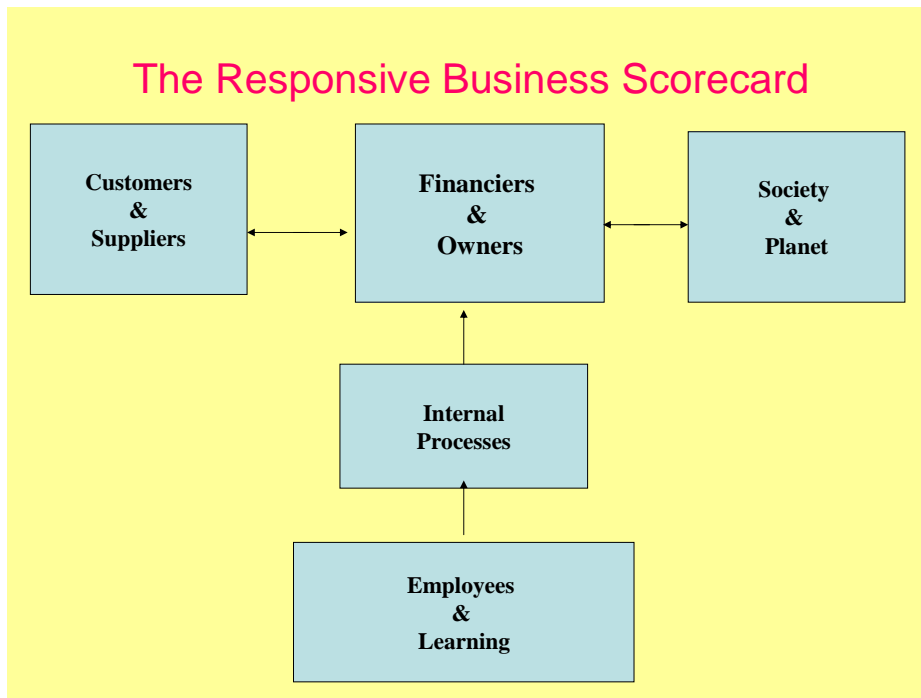 The Responsive Business Scorecard
Customers
&
Suppliers
Financiers
&
Owners
Society
&
Planet
Internal
Processes
Employees
&
Learning